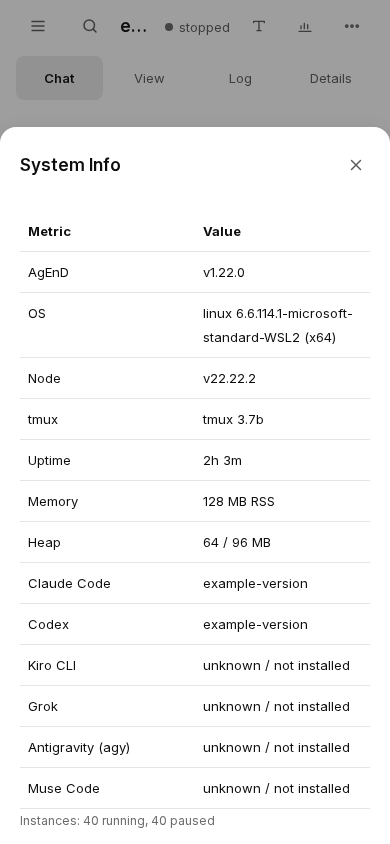 e...
stopped
Chat View Log Details
System Info
Metric Value
AgEnD v1.22.0
OS linux 6.6.114.1-microsoft-
standard-WSL2 (x64)
Node v22.22.2
tmux tmux 3.7b
Uptime 2h 3m
Memory 128 MB RSS
Heap 64 / 96 MB
Claude Code example-version
Codex example-version
Kiro CLI unknown / not installed
Grok unknown / not installed
Antigravity (agy) unknown / not installed
Muse Code unknown / not installed
Instances: 40 running, 40 paused